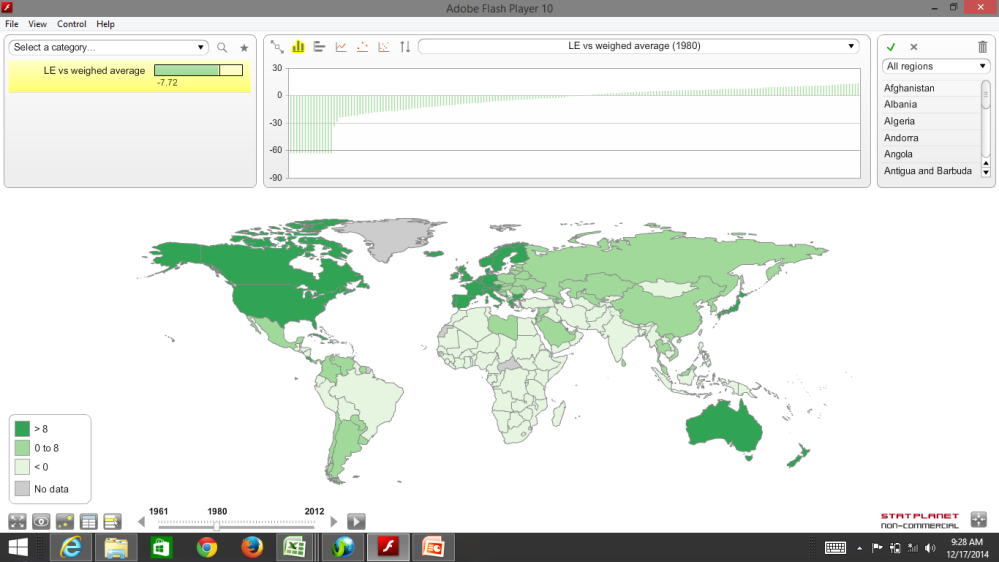 Adobe Flash Player 10
File View Control Help
Select a category...
LE vs weighed average
-7.72
LE vs weighed average (1980)
30
0
-30
-60
-90
All regions
Afghanistan
Albania
Algeria
Andorra
Angola
Antigua and Barbuda
> 8
0 to 8
< 0
No data
1961 1980 2012
STATPLANET
NON-COMMERCIAL
9:28 AM
12/17/2014